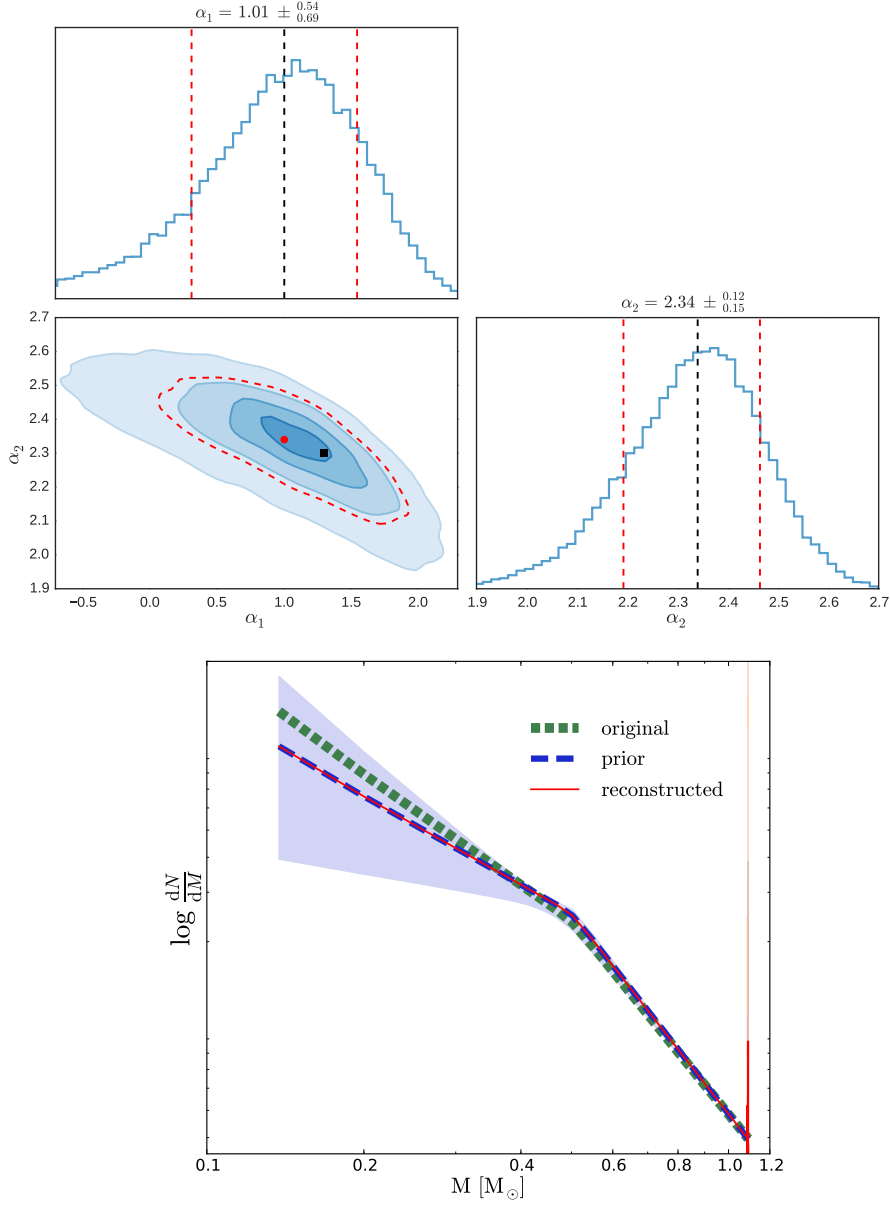 α₁ = 1.01 ± 0.54 0.69
2.7
2.6
2.5
2.4
2.3
2.2
2.1
2.0
1.9
α₂
−0.5 0.0 0.5 1.0 1.5 2.0
α₁
α₂ = 2.34 ± 0.12 0.15
1.9 2.0 2.1 2.2 2.3 2.4 2.5 2.6 2.7
α₂
original
prior
reconstructed
log dN/dM
0.1 0.2 0.4 0.6 0.8 1.0 1.2
M [M☉]